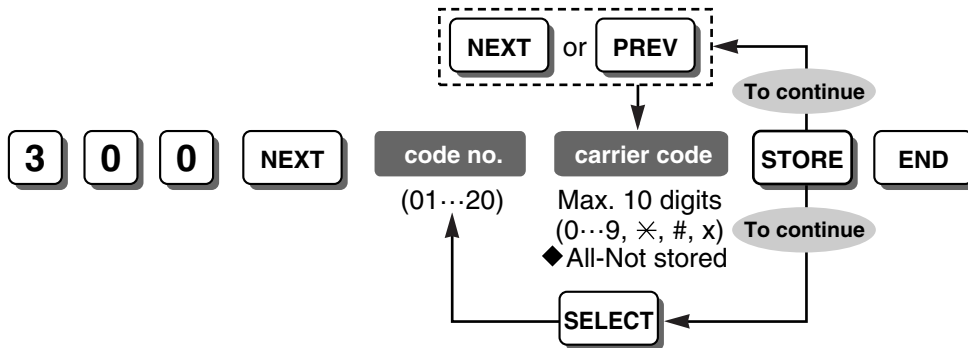 NEXT or PREV
To continue
3 0 0 NEXT code no. carrier code STORE END
(01···20) Max. 10 digits
(0···9, ✳, #, x) To continue
◆All-Not stored
SELECT